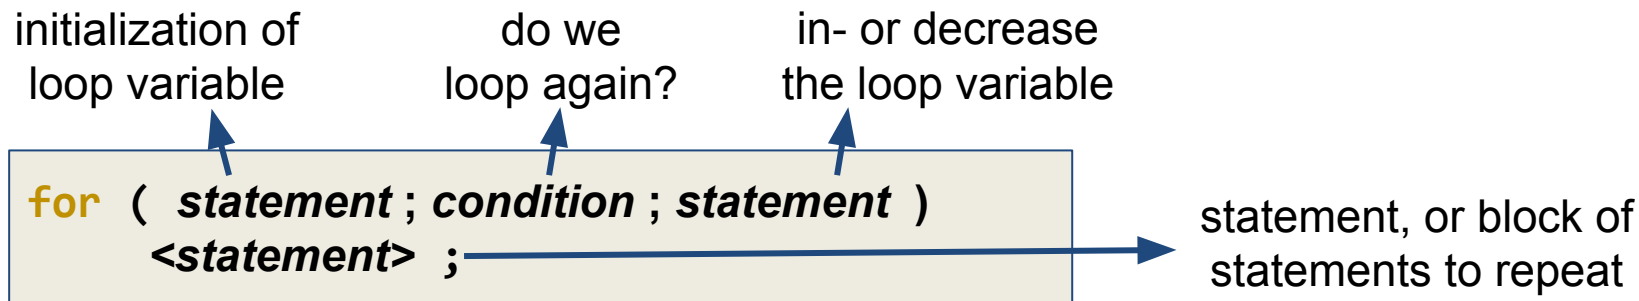 initialization of
loop variable
do we
loop again?
in- or decrease
the loop variable
for ( statement ; condition ; statement )
<statement> ;
statement, or block of
statements to repeat